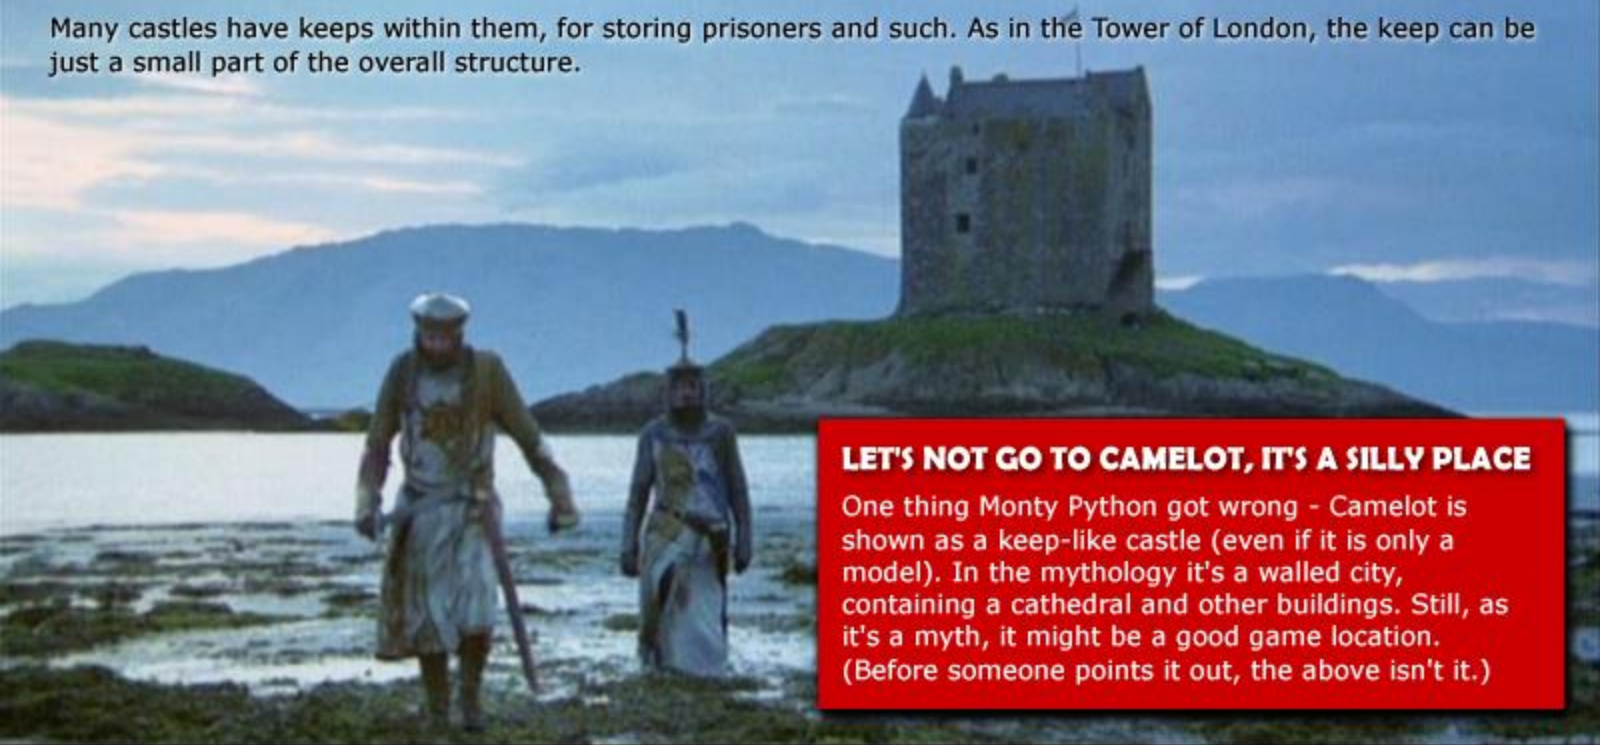 Many castles have keeps within them, for storing prisoners and such. As in the Tower of London, the keep can be
just a small part of the overall structure.
LET'S NOT GO TO CAMELOT, IT'S A SILLY PLACE
One thing Monty Python got wrong - Camelot is
shown as a keep-like castle (even if it is only a
model). In the mythology it's a walled city,
containing a cathedral and other buildings. Still, as
it's a myth, it might be a good game location.
(Before someone points it out, the above isn't it.)